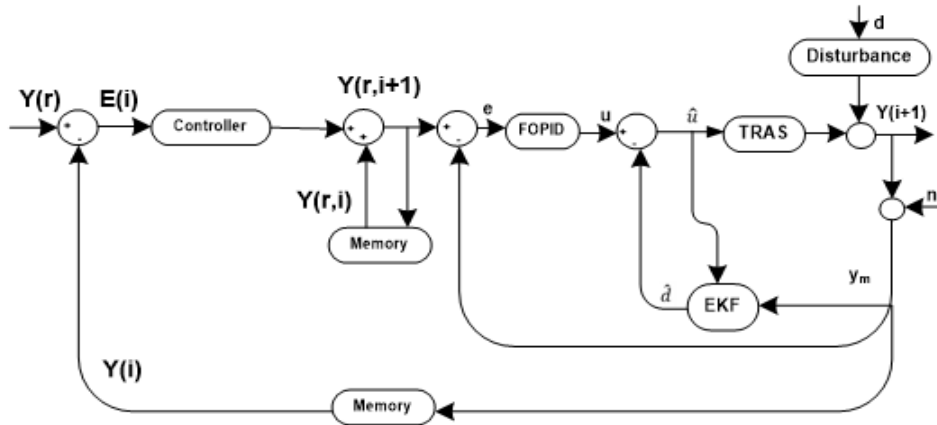 d
Disturbance
Y(r)
E(i)
Controller
Y(r,i+1)
e
FOPID
u
û
TRAS
Y(i+1)
n
+
-
+
+
+
-
+
-
Y(r,i)
Memory
d̂
EKF
yₘ
Y(i)
Memory